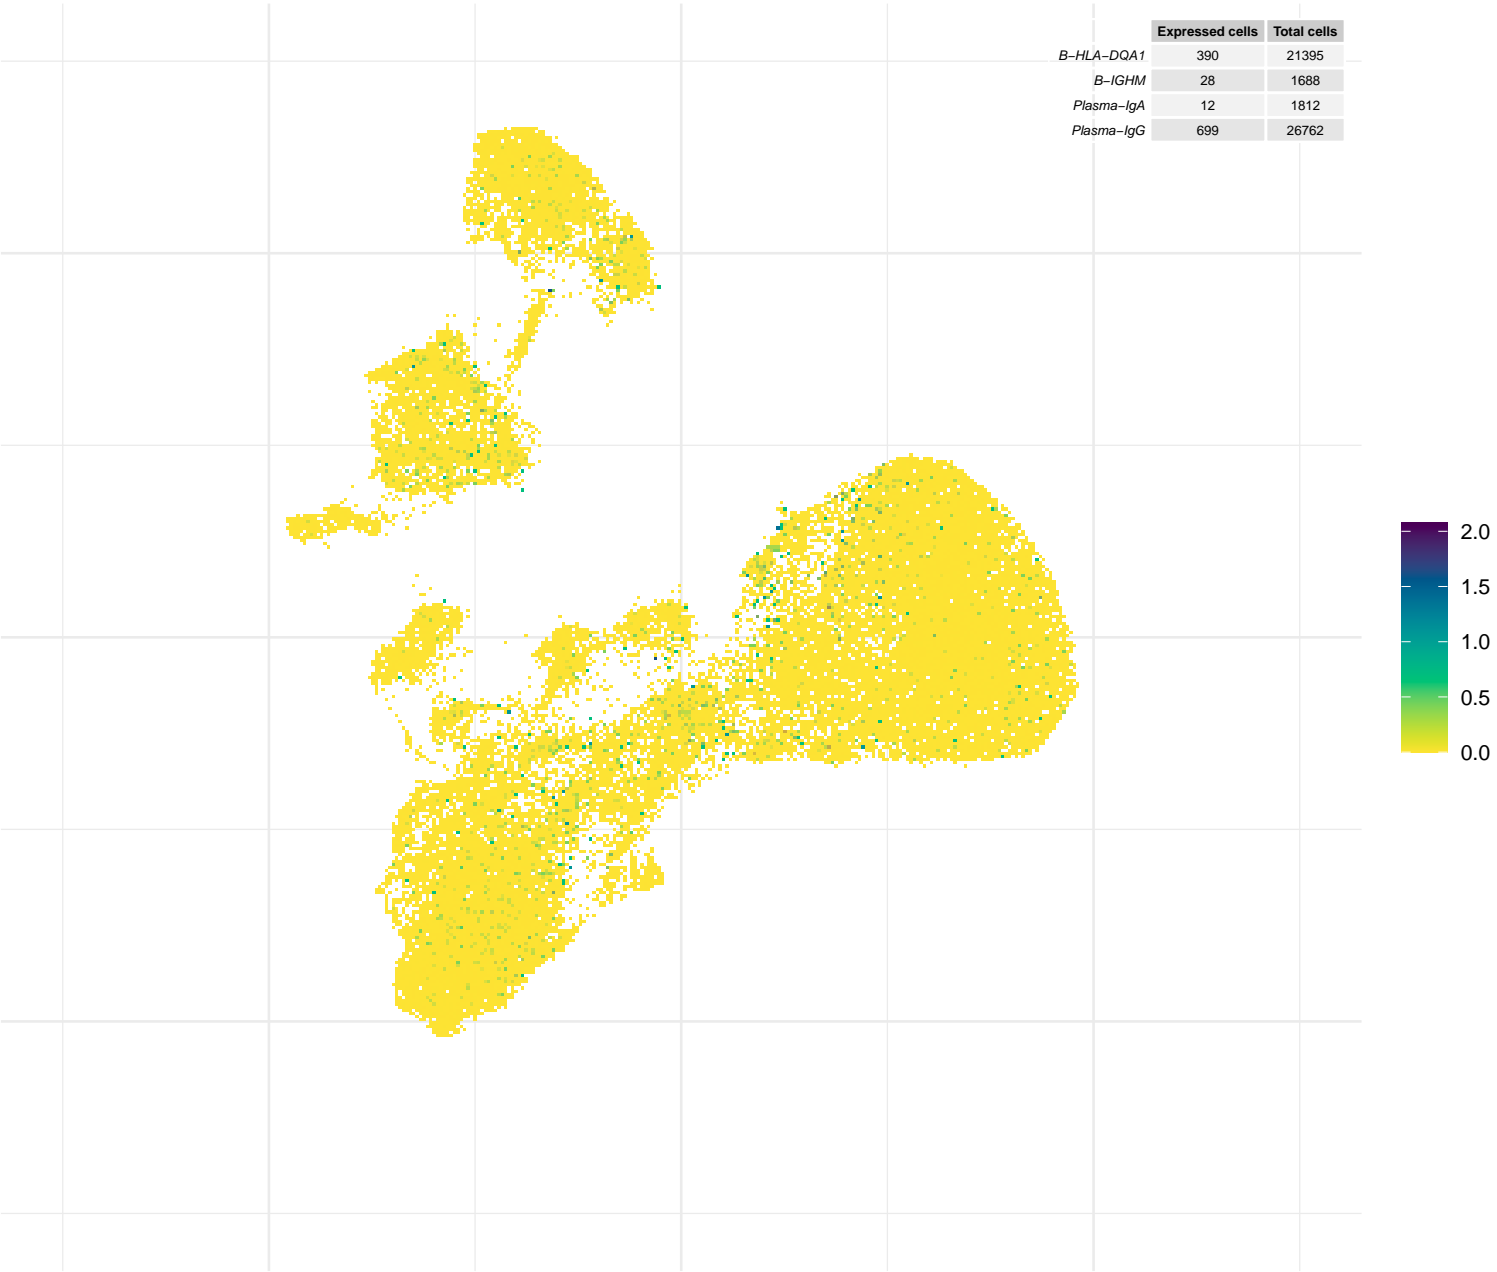 Expressed cells Total cells
B−HLA−DQA1 390 21395
B−IGHM 28 1688
Plasma−IgA 12 1812
Plasma−IgG 699 26762
2.0
1.5
1.0
0.5
0.0